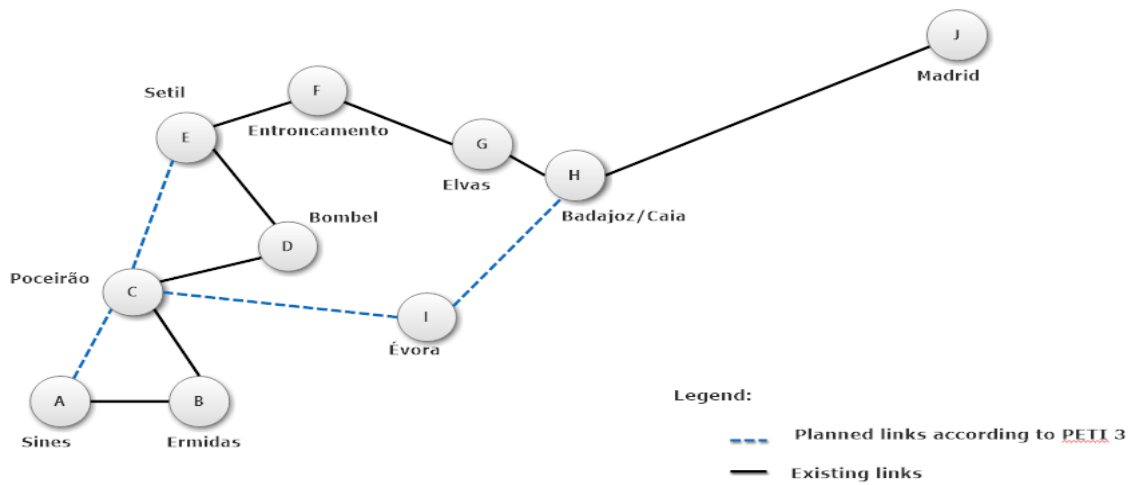 J
Madrid
Setil
F
E
Entroncamento
G
Elvas
H
Badajoz/Caia
Bombel
D
Poceirão
C
I
Évora
A
B
Sines
Ermidas
Legend:
Planned links according to PETI 3
Existing links